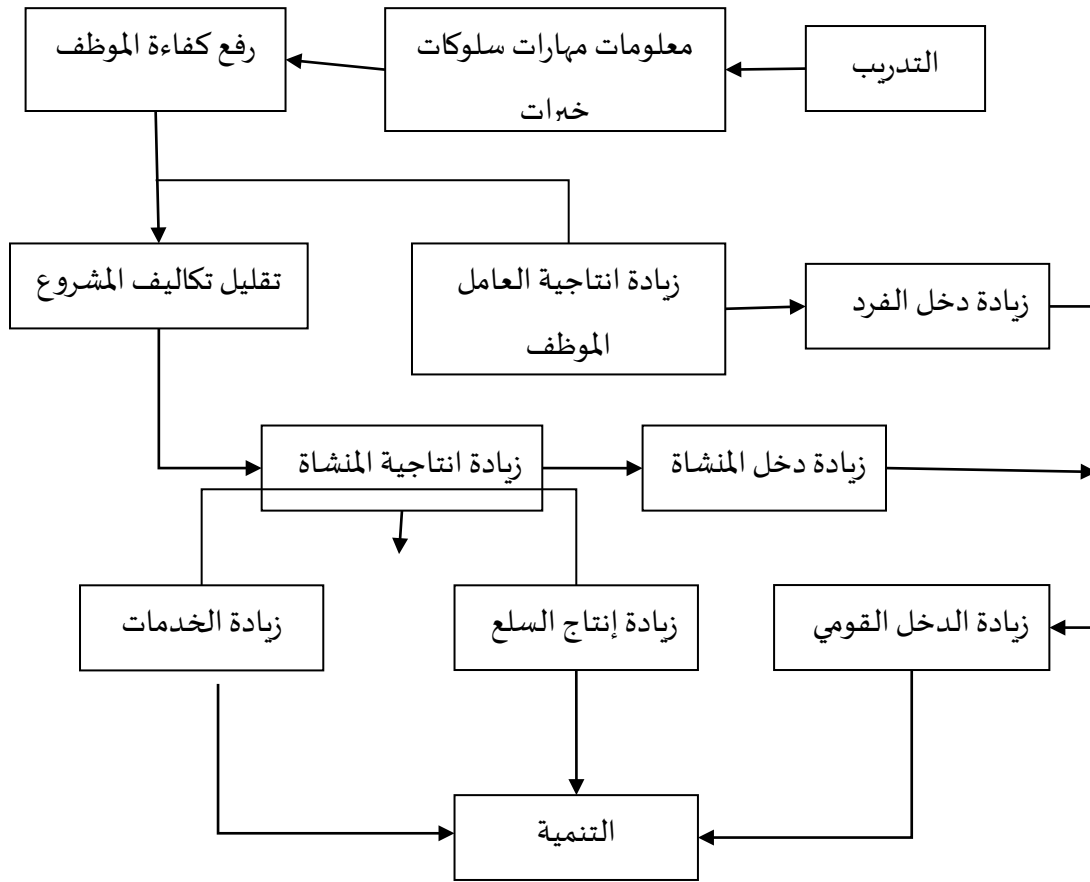 التدريب
معلومات مهارات سلوكات
خبرات
رفع كفاءة الموظف
زيادة دخل الفرد
زيادة انتاجية العامل
الموظف
تقليل تكاليف المشروع
زيادة دخل المنشاة
زيادة انتاجية المنشاة
زيادة الدخل القومي
زيادة إنتاج السلع
زيادة الخدمات
التنمية